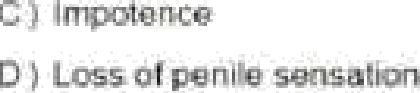 C) Impotence
D) Loss of penile sensation